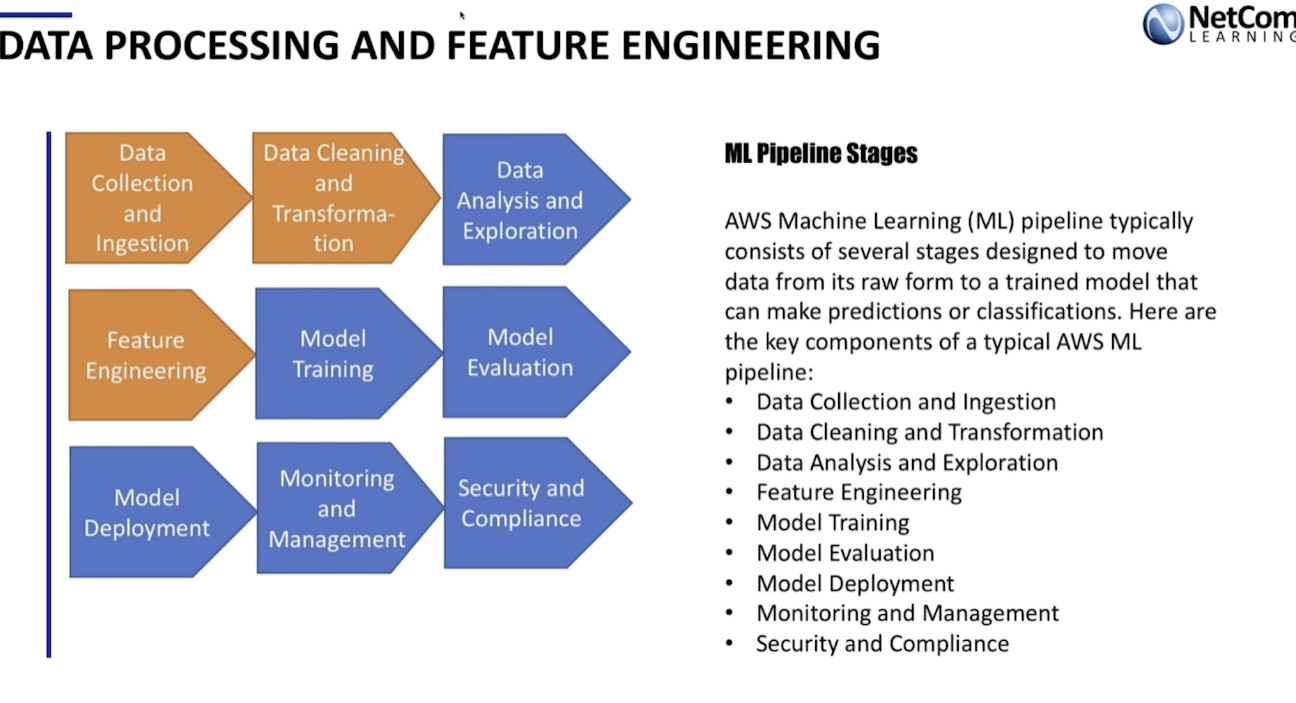 DATA PROCESSING AND FEATURE ENGINEERING
NetCom
LEARNING
Data
Collection
and
Ingestion
Data Cleaning
and
Transforma-
tion
Data
Analysis and
Exploration
Feature
Engineering
Model
Training
Model
Evaluation
Model
Deployment
Monitoring
and
Management
Security and
Compliance
ML Pipeline Stages
AWS Machine Learning (ML) pipeline typically
consists of several stages designed to move
data from its raw form to a trained model that
can make predictions or classifications. Here are
the key components of a typical AWS ML
pipeline:
• Data Collection and Ingestion
• Data Cleaning and Transformation
• Data Analysis and Exploration
• Feature Engineering
• Model Training
• Model Evaluation
• Model Deployment
• Monitoring and Management
• Security and Compliance